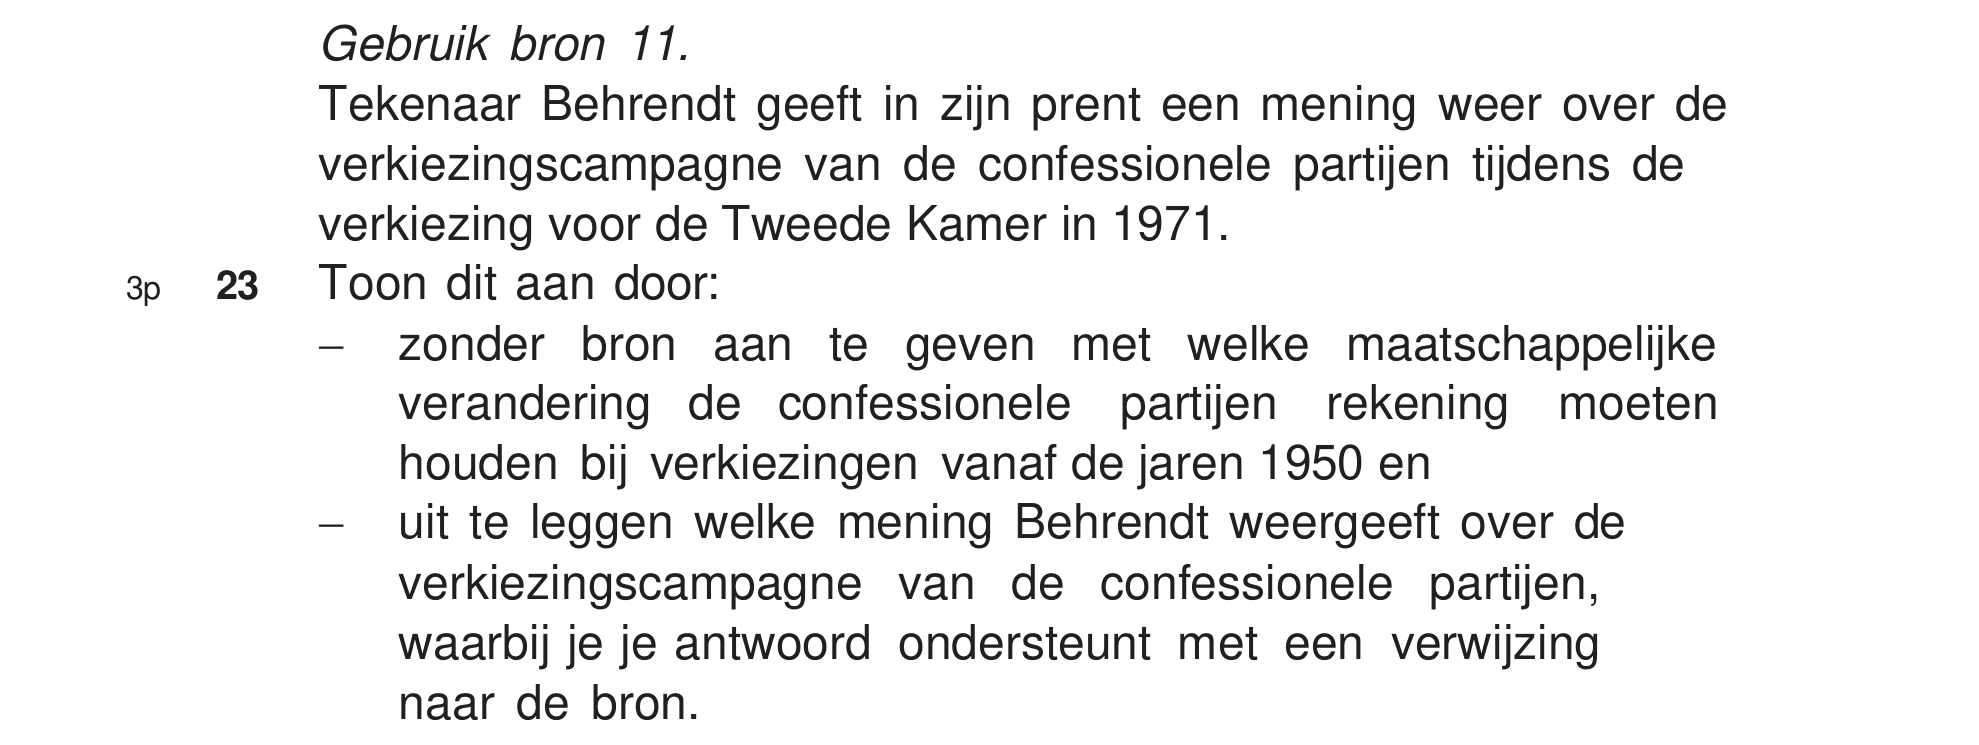 Gebruik bron 11.
Tekenaar Behrendt geeft in zijn prent een mening weer over de
verkiezingscampagne van de confessionele partijen tijdens de
verkiezing voor de Tweede Kamer in 1971.
3p 23 Toon dit aan door:
– zonder bron aan te geven met welke maatschappelijke
verandering de confessionele partijen rekening moeten
houden bij verkiezingen vanaf de jaren 1950 en
– uit te leggen welke mening Behrendt weergeeft over de
verkiezingscampagne van de confessionele partijen,
waarbij je je antwoord ondersteunt met een verwijzing
naar de bron.